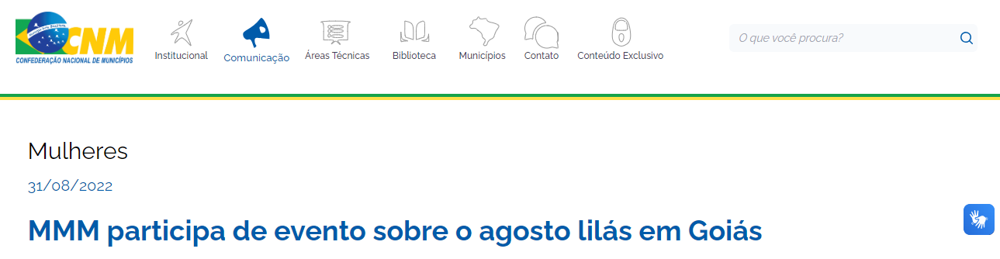 CNM
CONFEDERAÇÃO NACIONAL DE MUNICÍPIOS
Institucional
Comunicação
Áreas Técnicas
Biblioteca
Municípios
Contato
Conteúdo Exclusivo
O que você procura?
Mulheres
31/08/2022
MMM participa de evento sobre o agosto lilás em Goiás